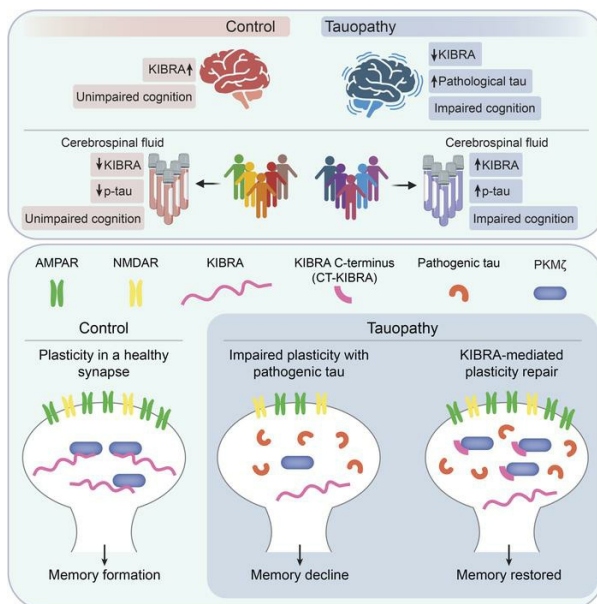 Control
Tauopathy
KIBRA↑
Unimpaired cognition
↓KIBRA
↑Pathological tau
Impaired cognition
Cerebrospinal fluid
↓KIBRA
↓p-tau
Unimpaired cognition
Cerebrospinal fluid
↑KIBRA
↑p-tau
Impaired cognition
AMPAR
NMDAR
KIBRA
KIBRA C-terminus
(CT-KIBRA)
Pathogenic tau
PKMζ
Control
Plasticity in a healthy
synapse
Memory formation
Tauopathy
Impaired plasticity with
pathogenic tau
Memory decline
KIBRA-mediated
plasticity repair
Memory restored